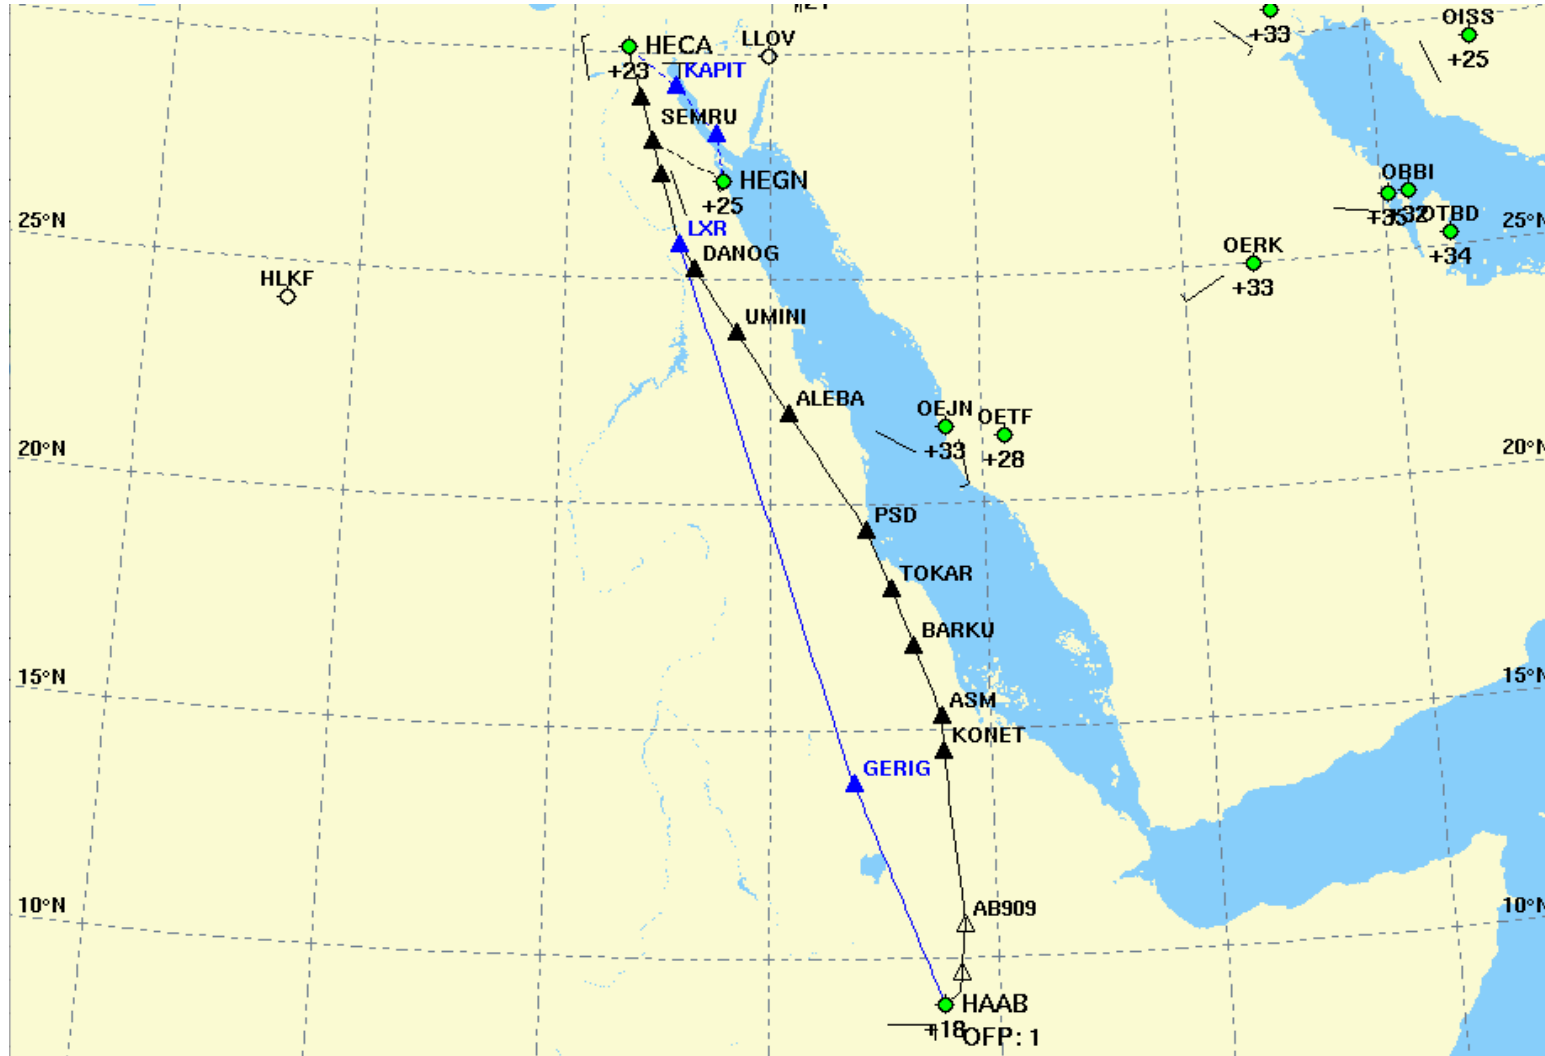 OISS
+33
+25
LLOV
HECA
+23
KAPIT
SEMRU
HEGN
+25
OBBI
+35
+32
OTBD
+34
25°N
25°N
LXR
DANOG
OERK
+33
HLKF
UMINI
ALEBA
OEJN
+33
OETF
+28
20°N
20°N
PSD
TOKAR
BARKU
15°N
15°N
ASM
KONET
GERIG
10°N
10°N
AB909
HAAB
+18
OFP: 1